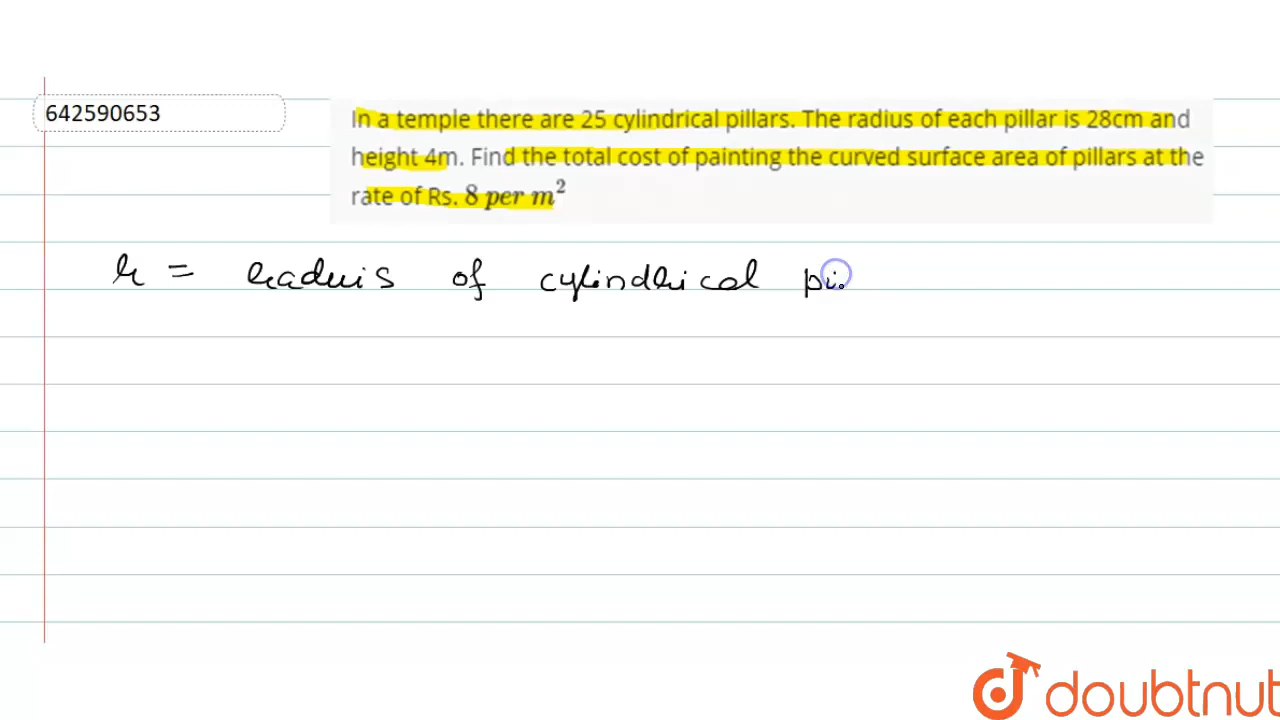 642590653
In a temple there are 25 cylindrical pillars. The radius of each pillar is 28cm and
height 4m. Find the total cost of painting the curved surface area of pillars at the
rate of Rs. 8 per m²
r = radius of cylindrical pi
doubtnut